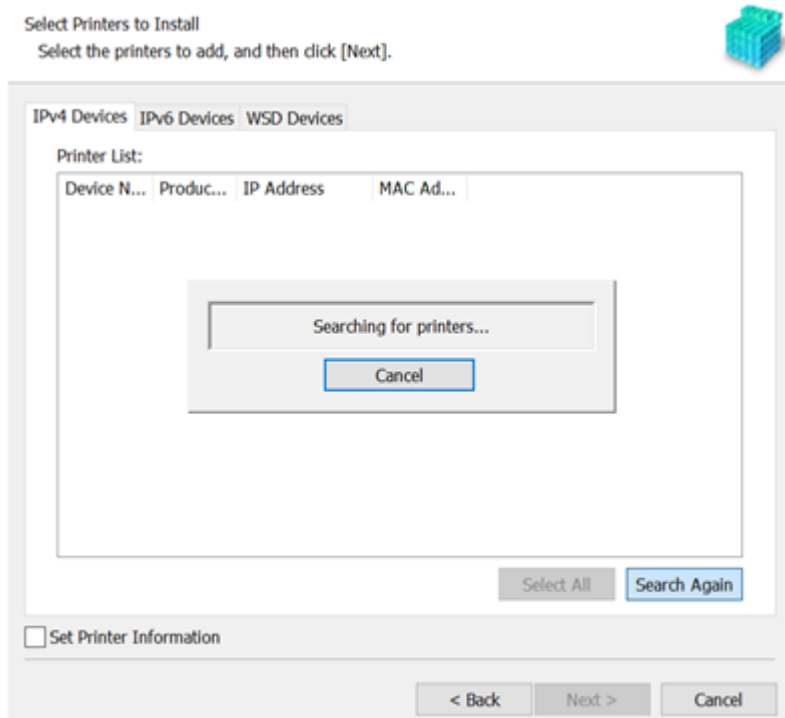 Select Printers to Install
Select the printers to add, and then click [Next].
IPv4 Devices IPv6 Devices WSD Devices
Printer List:
Device N... Produc... IP Address MAC Ad...
Searching for printers...
Cancel
Select All Search Again
Set Printer Information
< Back Next > Cancel